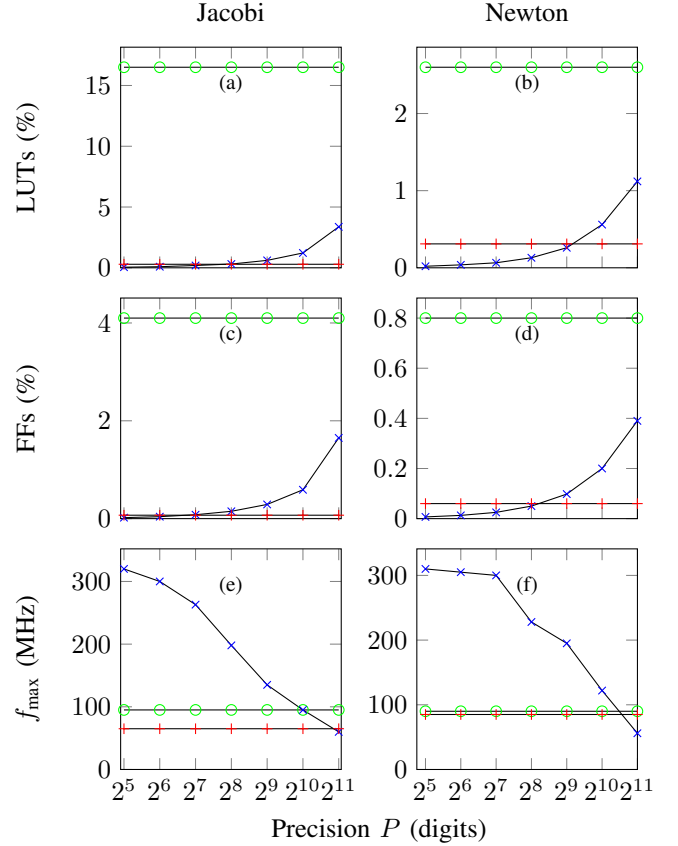 Jacobi Newton
15
10
5
0
LUTs (%)
(a)
2
1
0
(b)
4
2
0
FFs (%)
(c)
0.8
0.6
0.4
0.2
0
(d)
300
200
100
0
f_max (MHz)
(e)
2^5 2^6 2^7 2^8 2^9 2^10 2^11
300
200
100
0
(f)
2^5 2^6 2^7 2^8 2^9 2^10 2^11
Precision P (digits)